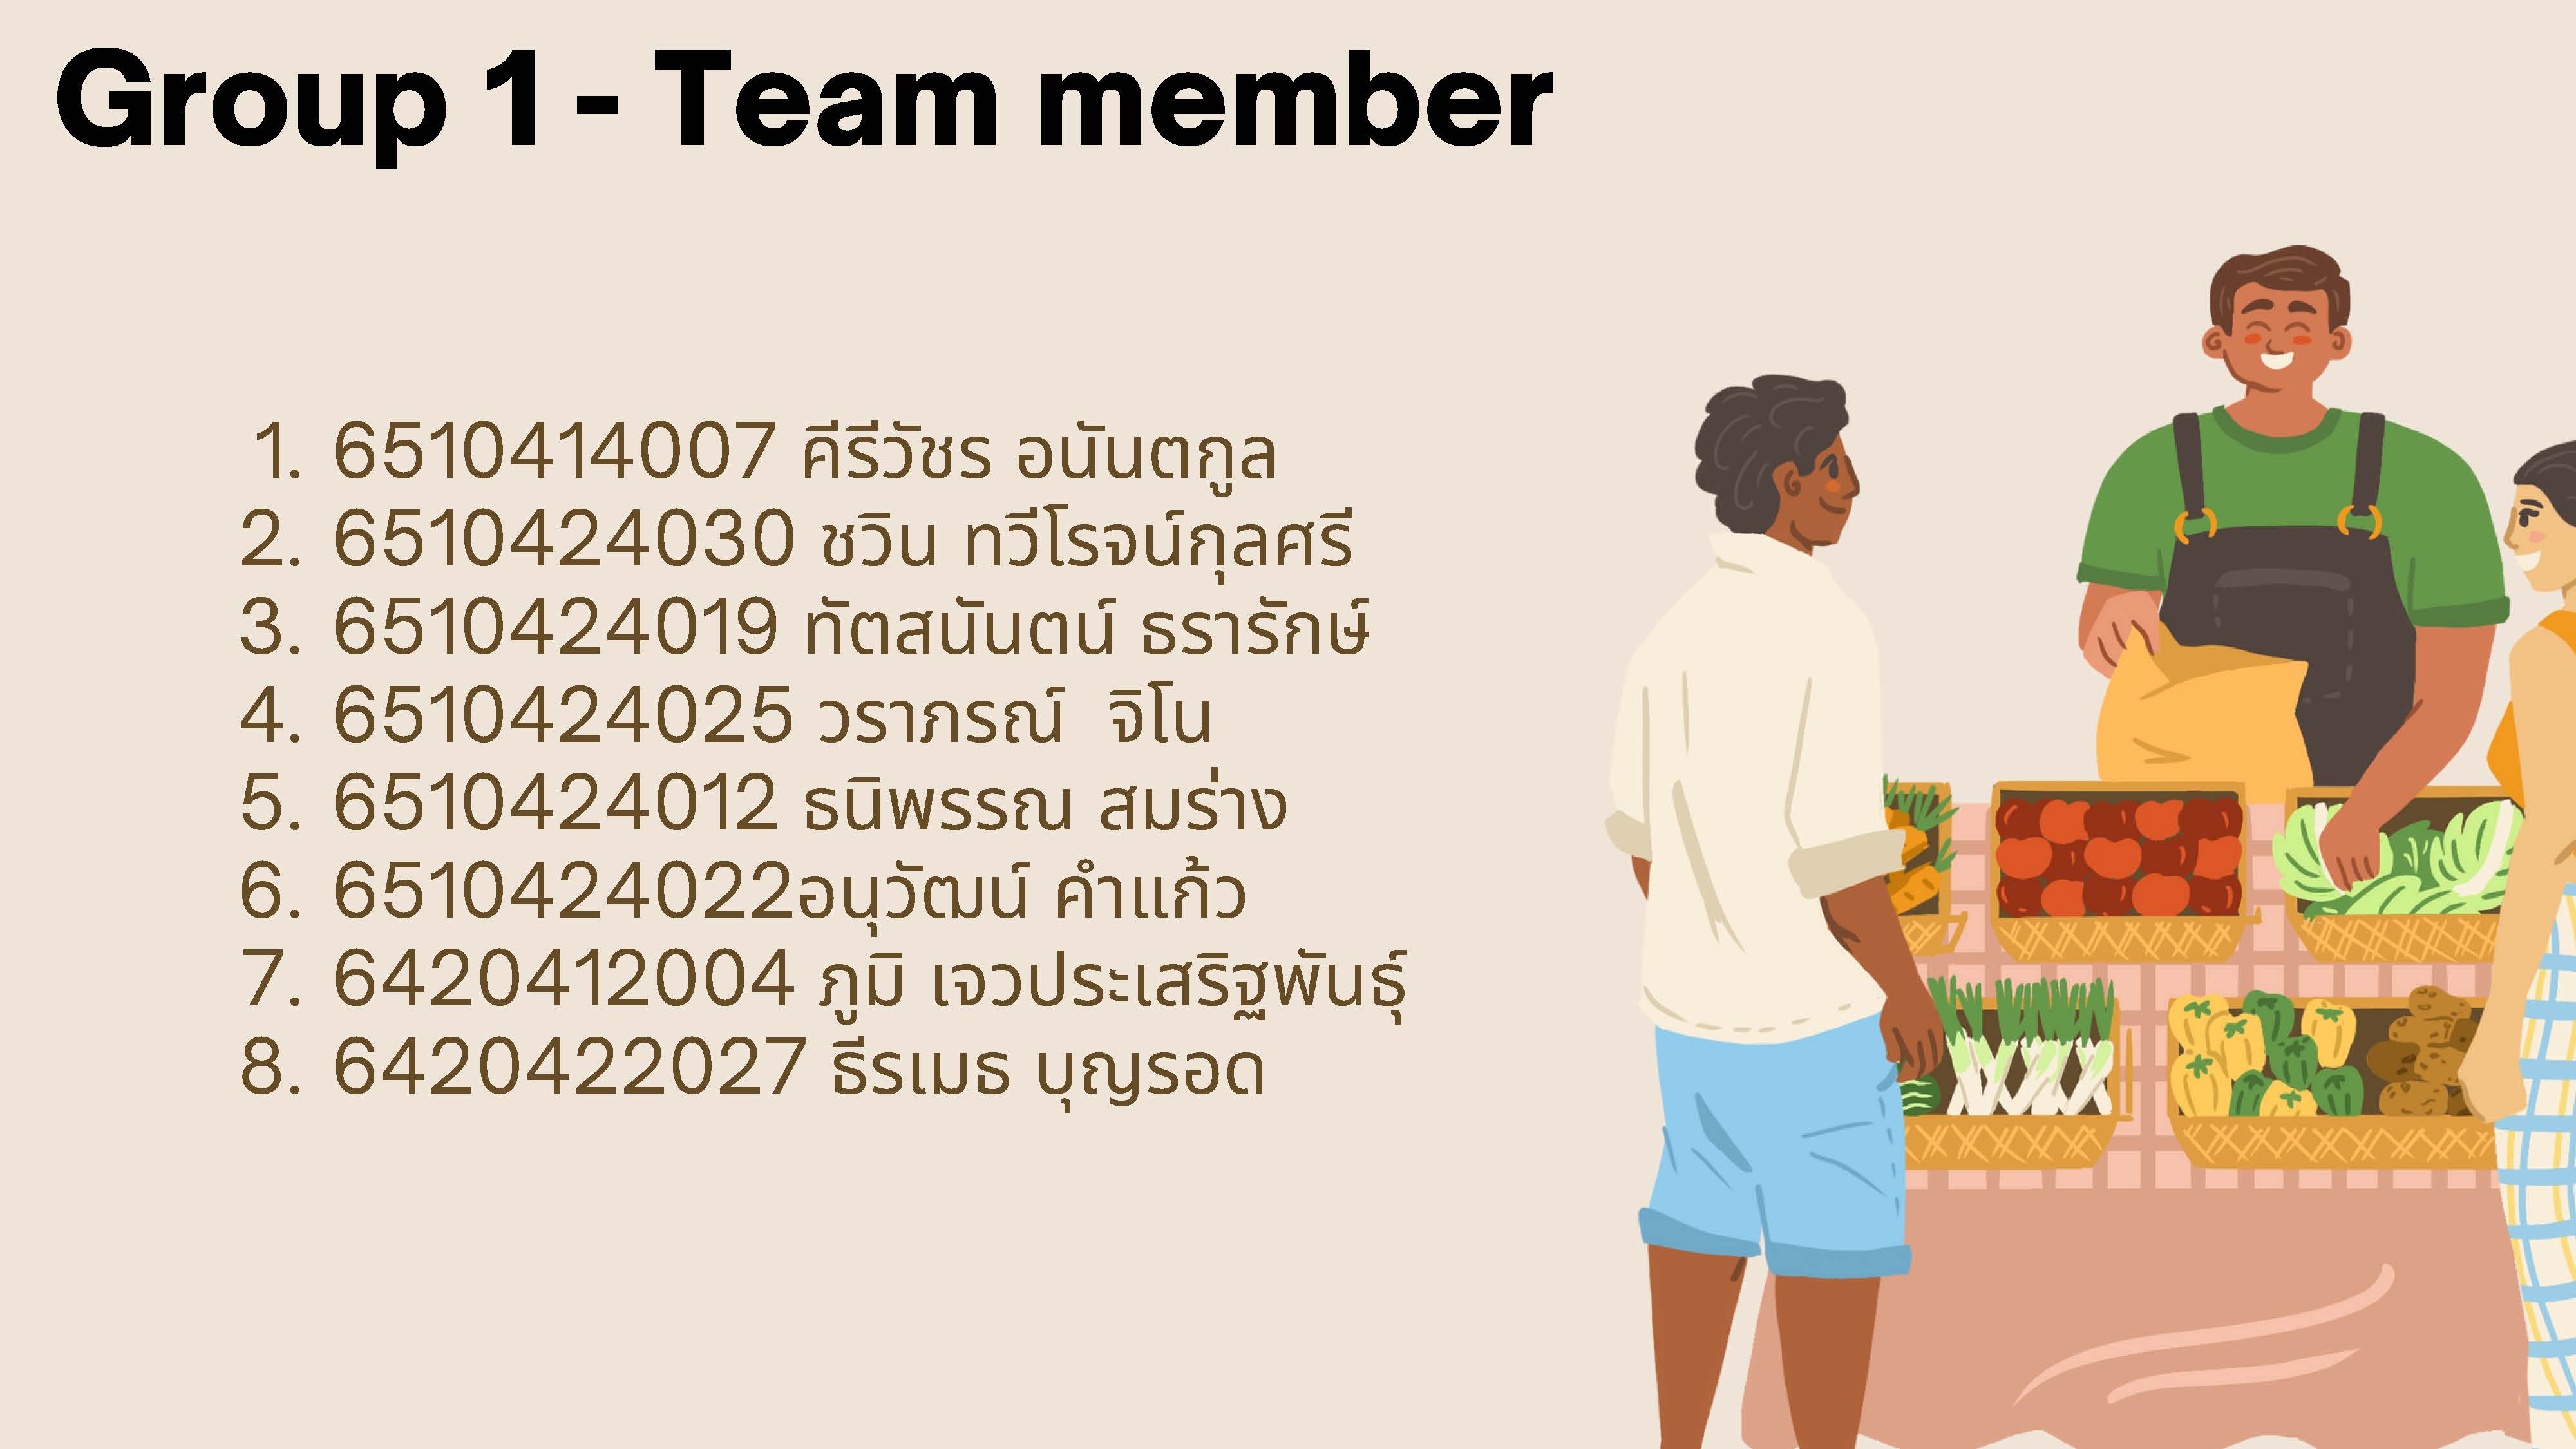 Group 1 - Team member
1. 6510414007 คีรีวัชร อนันตกูล
2. 6510424030 ชวิน ทวีโรจน์กุลศรี
3. 6510424019 ทัตสนันตน์ ธรารักษ์
4. 6510424025 วราภรณ์  จิโน
5. 6510424012 ธนิพรรณ สมร่าง
6. 6510424022อนุวัฒน์ คำแก้ว
7. 6420412004 ภูมิ เจวประเสริฐพันธุ์
8. 6420422027 ธีรเมธ บุญรอด